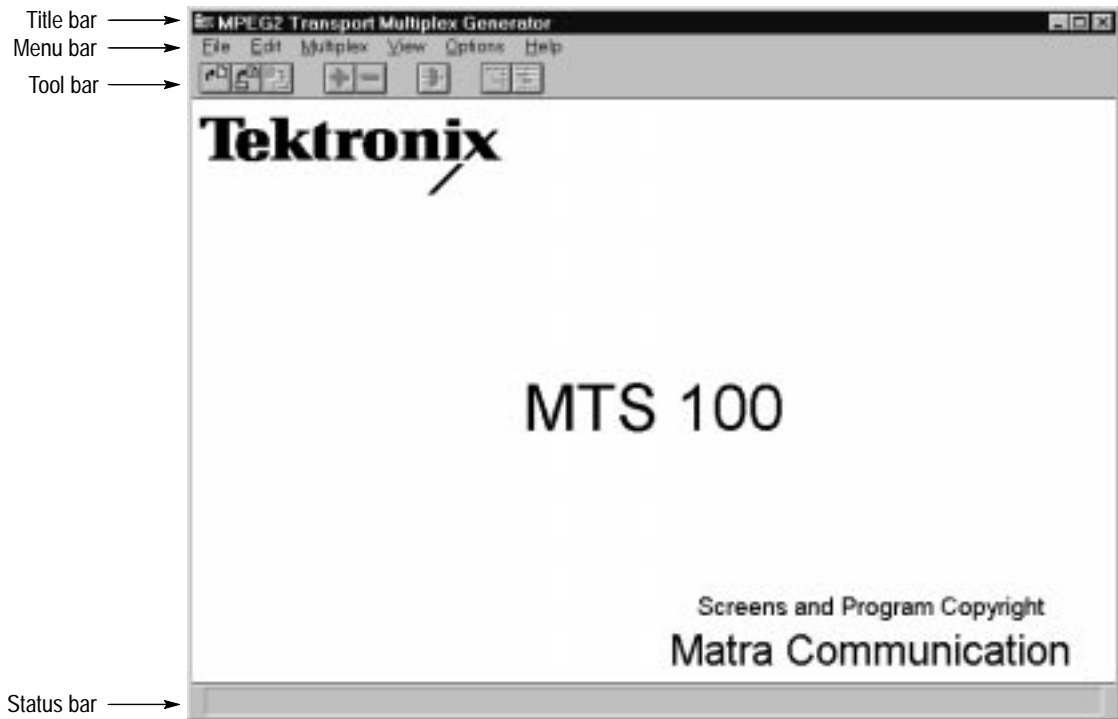 Title bar
MPEG2 Transport Multiplex Generator
Menu bar
File Edit Multiplex View Options Help
Tool bar
Tektronix
MTS 100
Screens and Program Copyright
Matra Communication
Status bar